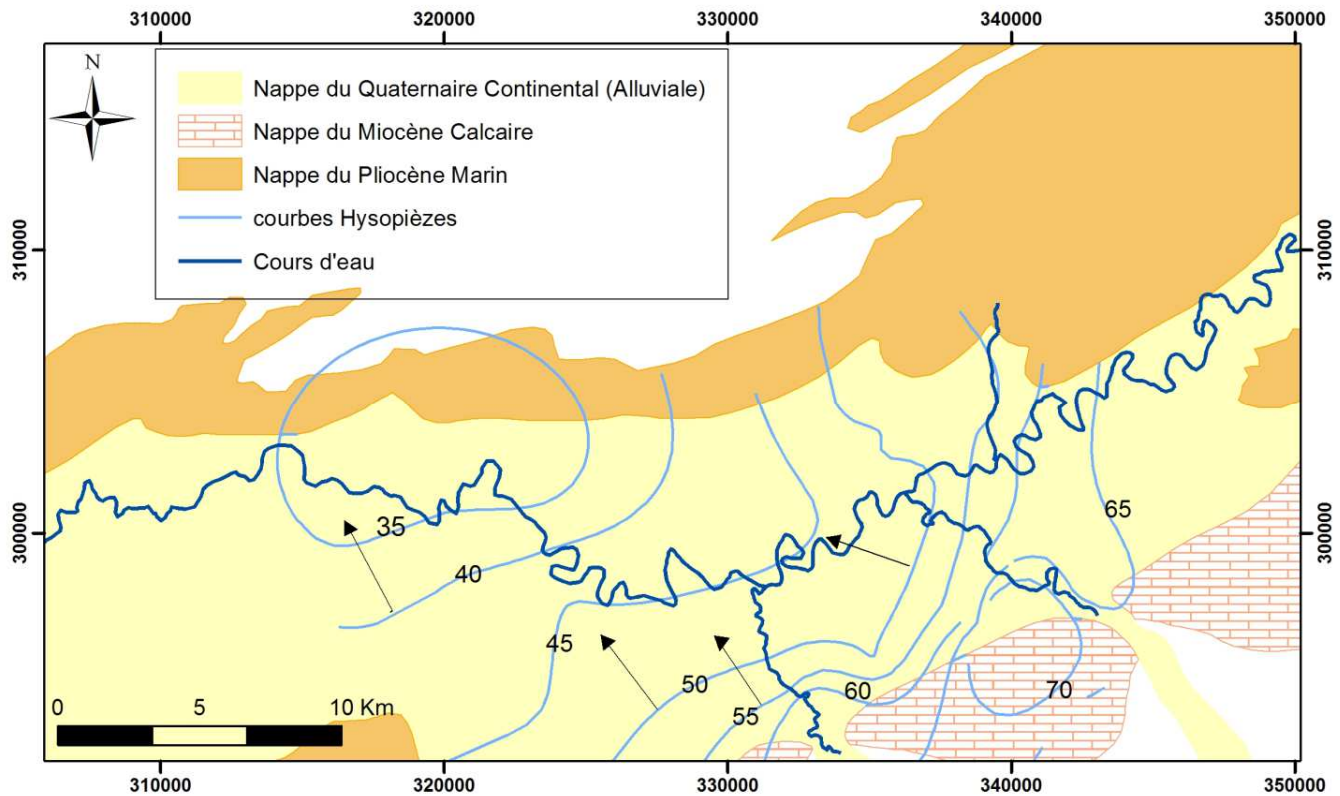 310000 320000 330000 340000 350000
N
Nappe du Quaternaire Continental (Alluviale)
Nappe du Miocène Calcaire
Nappe du Pliocène Marin
courbes Hysopièzes
Cours d'eau
310000 310000
300000 300000
65
35
40
45
50
55
60
70
0 5 10 Km
310000 320000 330000 340000 350000